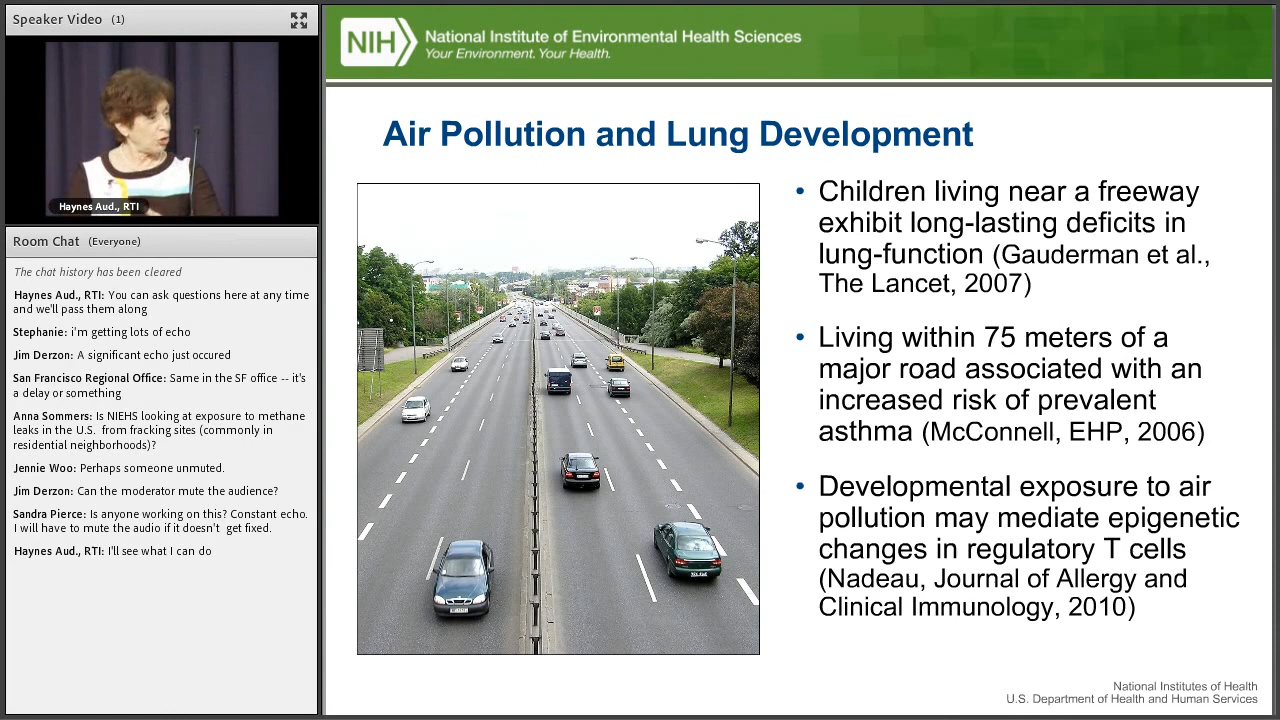 Speaker Video (1)
Haynes Aud., RTI
Room Chat (Everyone)
The chat history has been cleared
Haynes Aud., RTI: You can ask questions here at any time
and we'll pass them along
Stephanie: i'm getting lots of echo
Jim Derzon: A significant echo just occured
San Francisco Regional Office: Same in the SF office -- it's
a delay or something
Anna Sommers: Is NIEHS looking at exposure to methane
leaks in the U.S. from fracking sites (commonly in
residential neighborhoods)?
Jennie Woo: Perhaps someone unmuted.
Jim Derzon: Can the moderator mute the audience?
Sandra Pierce: Is anyone working on this? Constant echo.
I will have to mute the audio if it doesn't get fixed.
Haynes Aud., RTI: I'll see what I can do
NIH
National Institute of Environmental Health Sciences
Your Environment. Your Health.
Air Pollution and Lung Development
• Children living near a freeway
exhibit long-lasting deficits in
lung-function (Gauderman et al.,
The Lancet, 2007)
• Living within 75 meters of a
major road associated with an
increased risk of prevalent
asthma (McConnell, EHP, 2006)
• Developmental exposure to air
pollution may mediate epigenetic
changes in regulatory T cells
(Nadeau, Journal of Allergy and
Clinical Immunology, 2010)
National Institutes of Health
U.S. Department of Health and Human Services